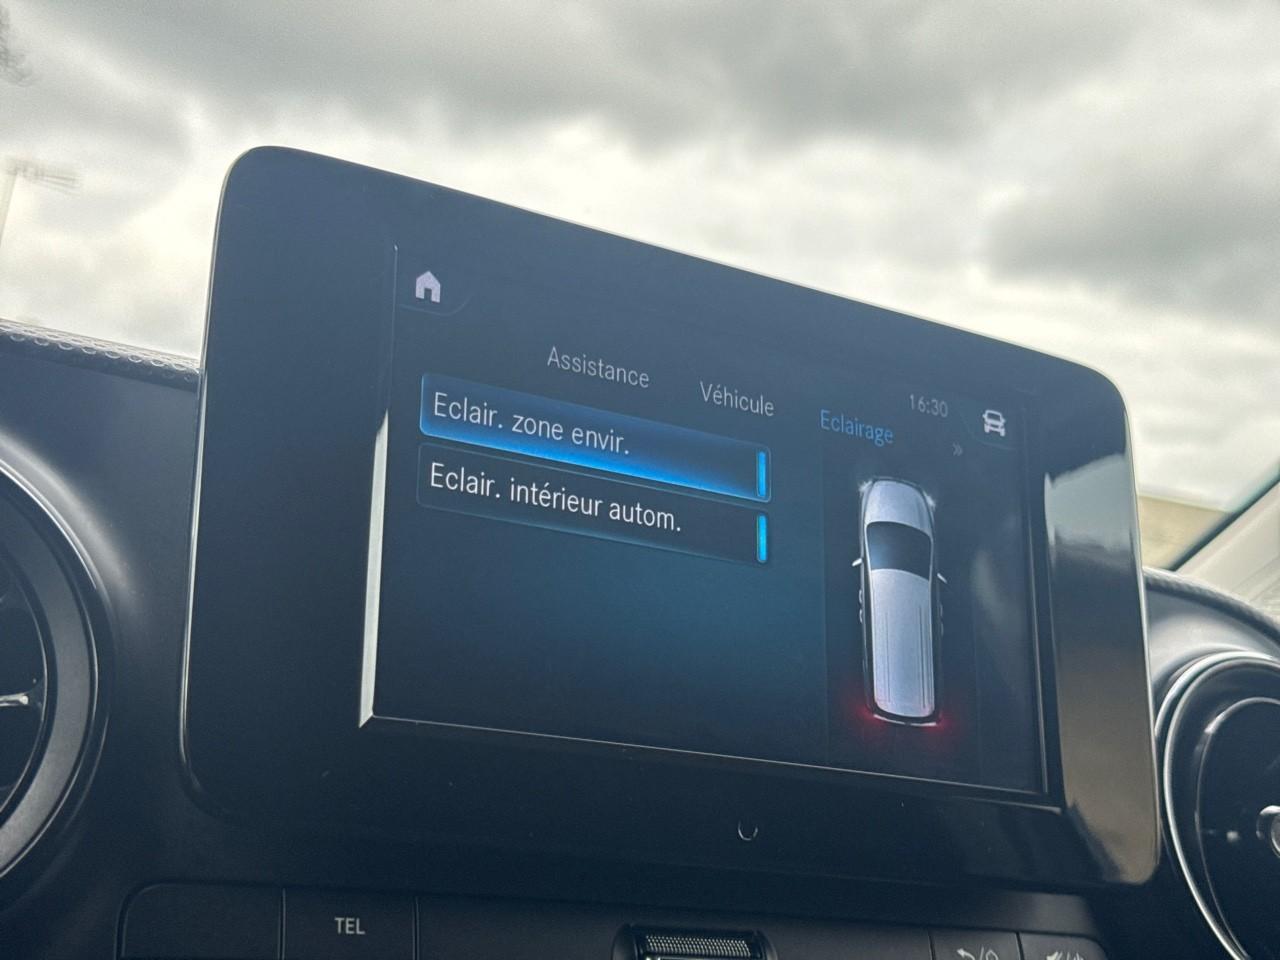 Assistance
Véhicule
Eclairage
16:30
Eclair. zone envir.
Eclair. intérieur autom.
TEL